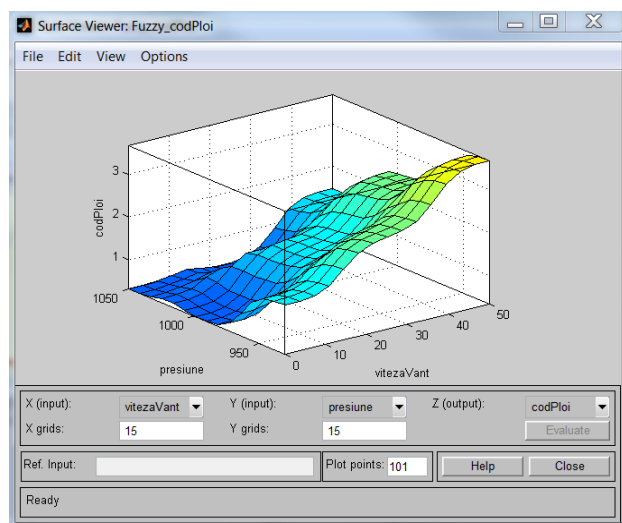 Surface Viewer: Fuzzy_codPloi
File Edit View Options
3
2
1
codPloi
1050
1000
950
presiune
0
10
20
30
40
50
vitezaVant
X (input): vitezaVant Y (input): presiune Z (output): codPloi
X grids: 15 Y grids: 15 Evaluate
Ref. Input: Plot points: 101 Help Close
Ready